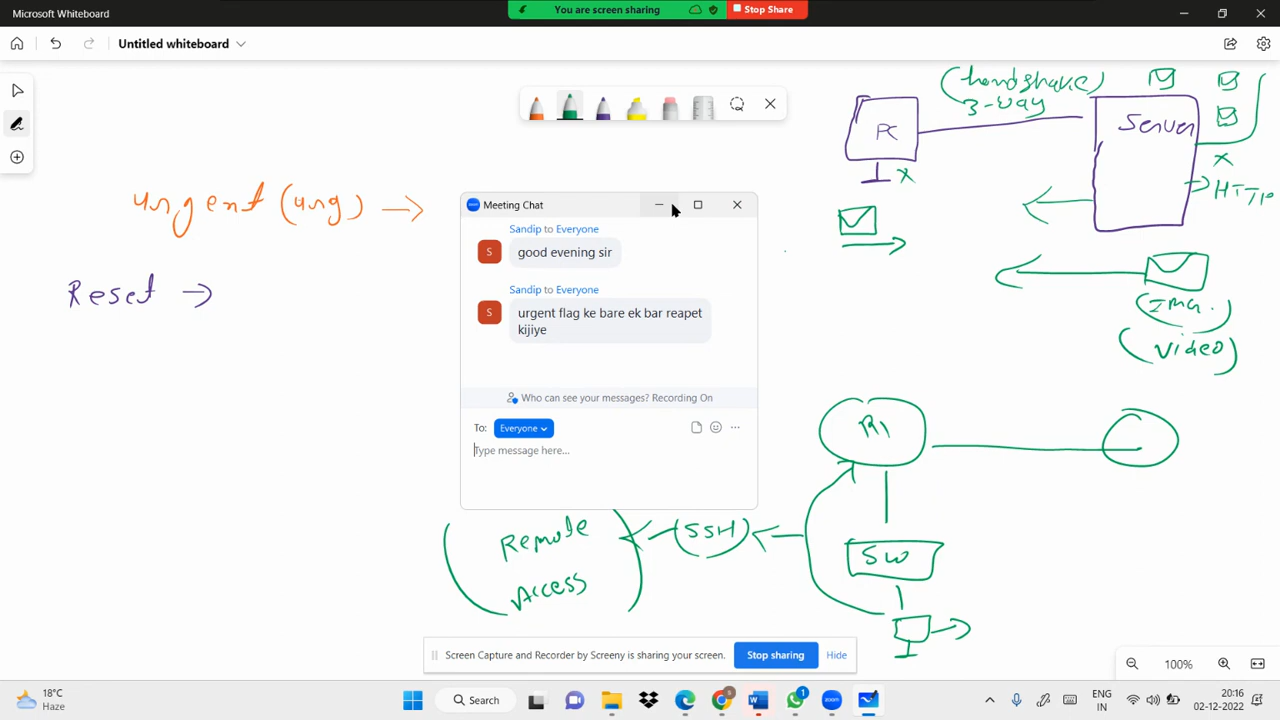 Microsoft Whiteboard
You are screen sharing
Stop Share
Untitled whiteboard
(handshake)
3-way
PC
Server
x
x
HTTP
urgent (urg) →
Reset →
Meeting Chat
Sandip to Everyone
S
good evening sir
Sandip to Everyone
S
urgent flag ke bare ek bar reapet
kijiye
Who can see your messages? Recording On
To: Everyone
Type message here...
(Img.)
(video)
R1
SW
(SSH)
(Remote
Access)
Screen Capture and Recorder by Screeny is sharing your screen.
Stop sharing
Hide
100%
18°C
Haze
Search
S
1
zoom
ENG
IN
20:16
02-12-2022